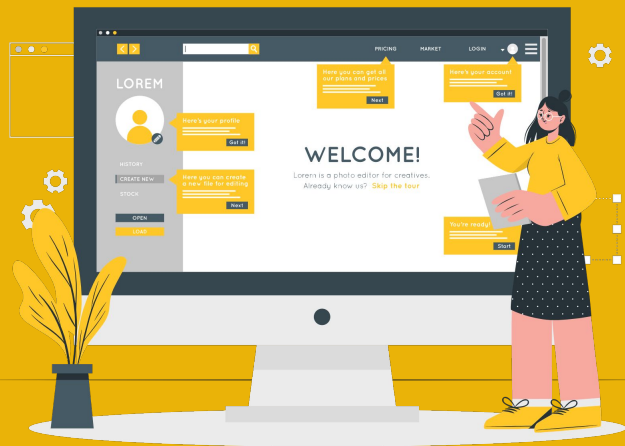 PRICING
MARKET
LOGIN
LOREM
Here you can get all
our plans and prices
Next
Here's your account
Got it!
Here's your profile
Got it!
HISTORY
CREATE NEW
STOCK
OPEN
LOAD
Here you can create
a new file for editing
Next
WELCOME!
Lorem is a photo editor for creatives.
Already know us? Skip the tour
You're ready!
Start